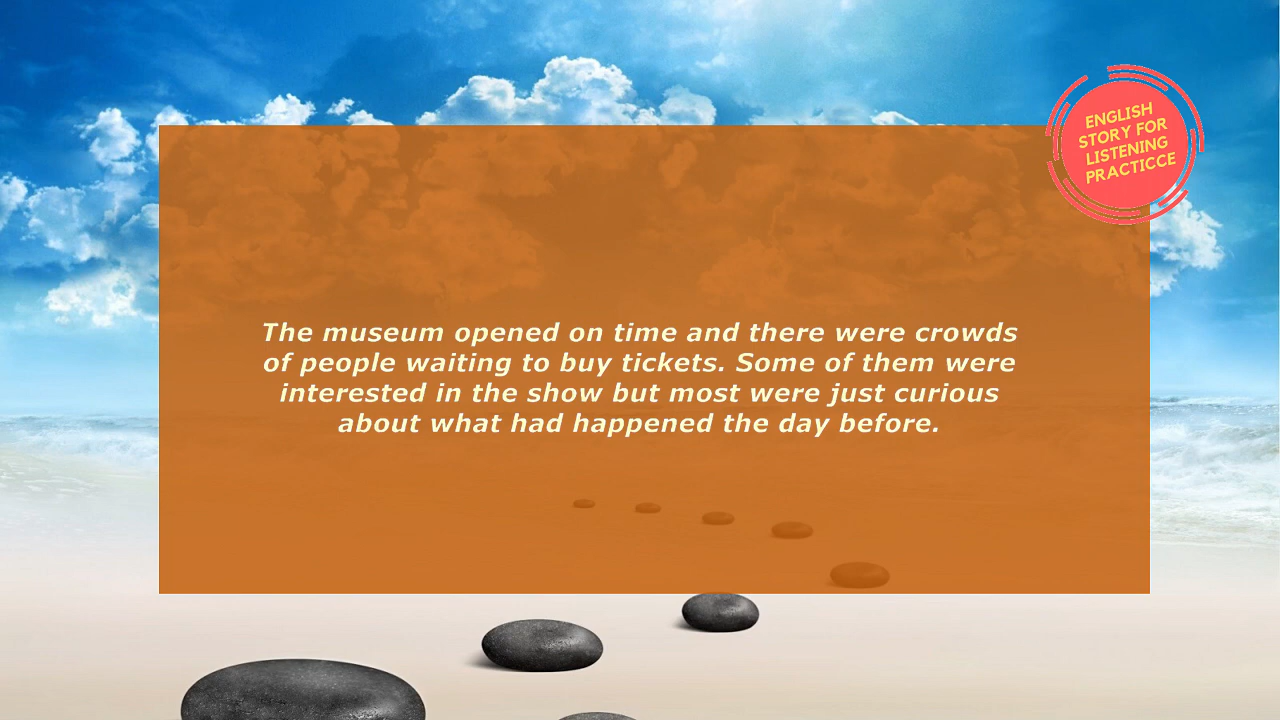 ENGLISH
STORY FOR
LISTENING
PRACTICCE
The museum opened on time and there were crowds
of people waiting to buy tickets. Some of them were
interested in the show but most were just curious
about what had happened the day before.